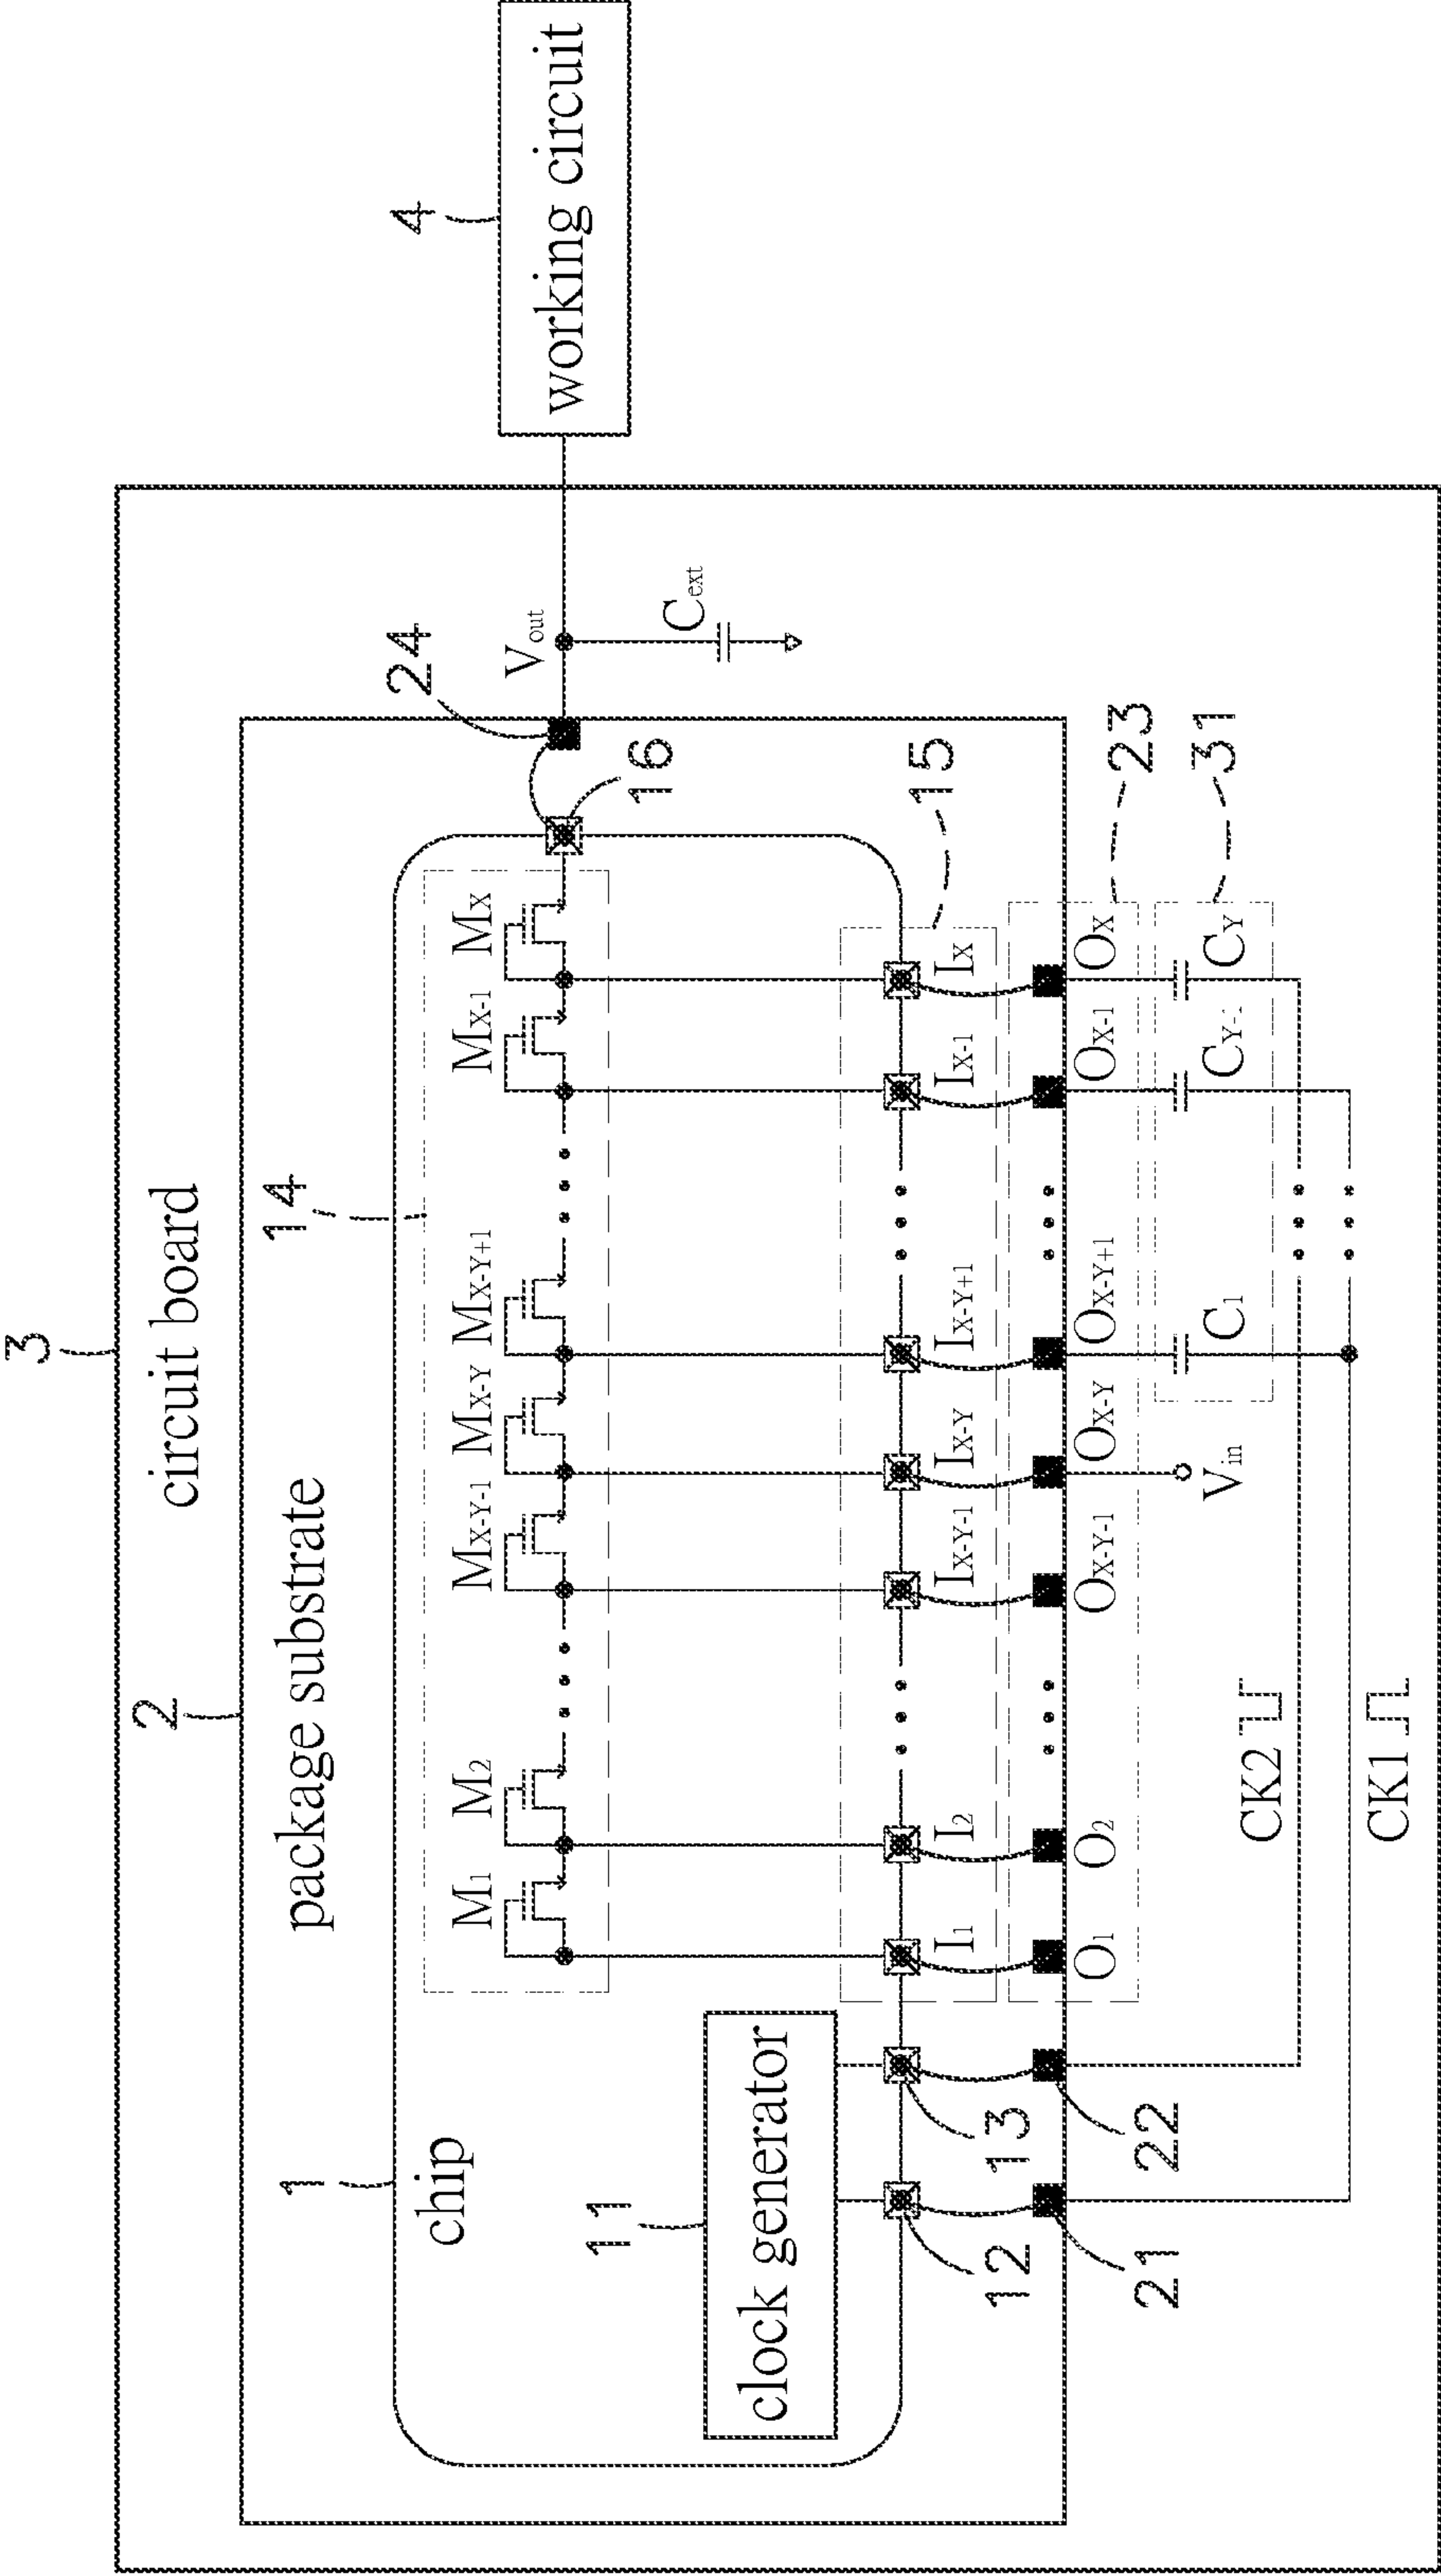 3
circuit board
2
package substrate
1
chip
14
M1 M2 MX-Y-1 MX-Y MX-Y+1 MX-1 MX
24
4
Vout
working circuit
16
Cext
11
clock generator
15
12 13 I1 I2 IX-Y-1 IX-Y IX-Y+1 IX-1 IX
21 22 O1 O2 OX-Y-1 OX-Y OX-Y+1 OX-1 OX
23
Vin C1 CY-1 CY
31
CK2
CK1